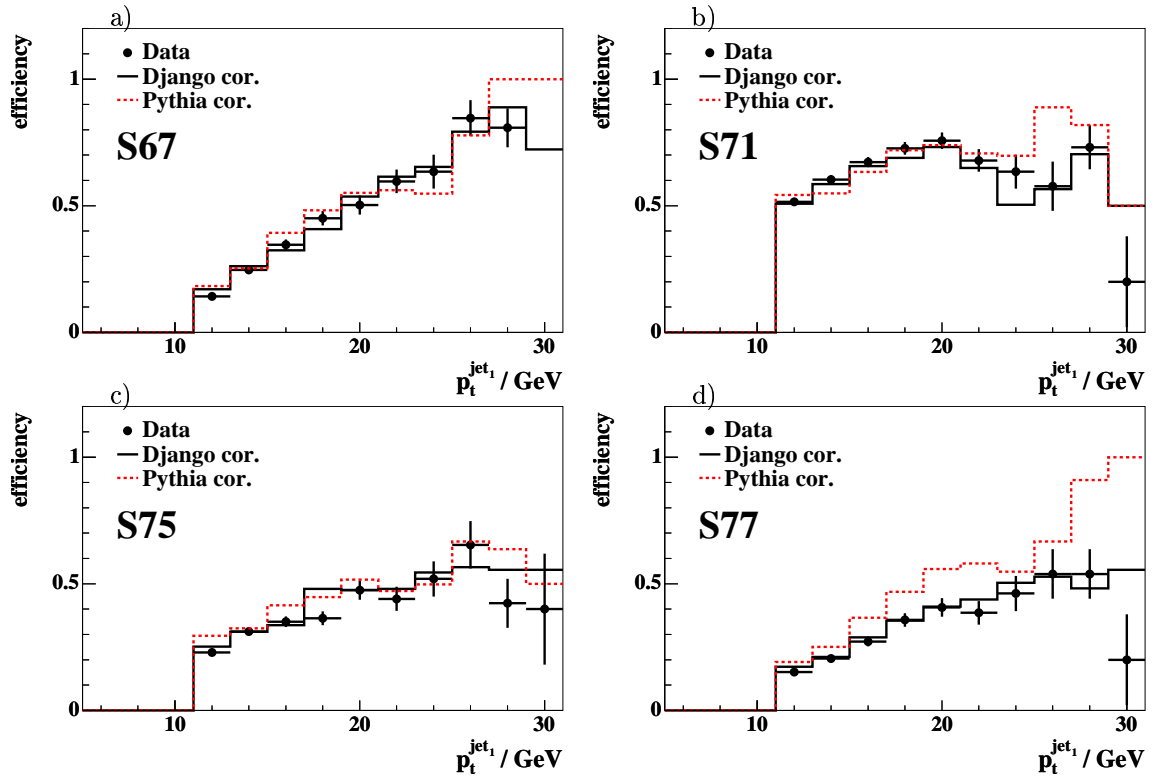 a)
efficiency
1
0.5
0
Data
Django cor.
Pythia cor.
S67
10
20
30
p_t^{jet_1} / GeV
b)
efficiency
1
0.5
0
Data
Django cor.
Pythia cor.
S71
10
20
30
p_t^{jet_1} / GeV
c)
efficiency
1
0.5
0
Data
Django cor.
Pythia cor.
S75
10
20
30
p_t^{jet_1} / GeV
d)
efficiency
1
0.5
0
Data
Django cor.
Pythia cor.
S77
10
20
30
p_t^{jet_1} / GeV